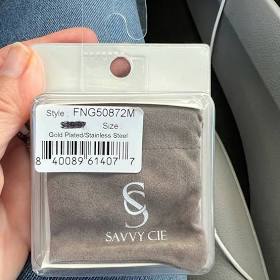 Style : FNG50872M
Size :
Gold Plated/Stainless Steel
8 40089 61407 7
S
SAVVY CIE